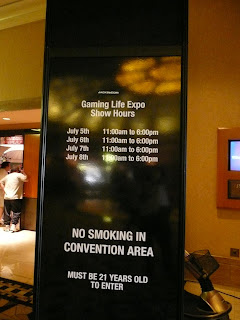 Gaming Life Expo
Show Hours
July 5th 11:00am to 6:00pm
July 6th 11:00am to 6:00pm
July 7th 11:00am to 6:00pm
July 8th 11:00am to 6:00pm
NO SMOKING IN
CONVENTION AREA
MUST BE 21 YEARS OLD
TO ENTER